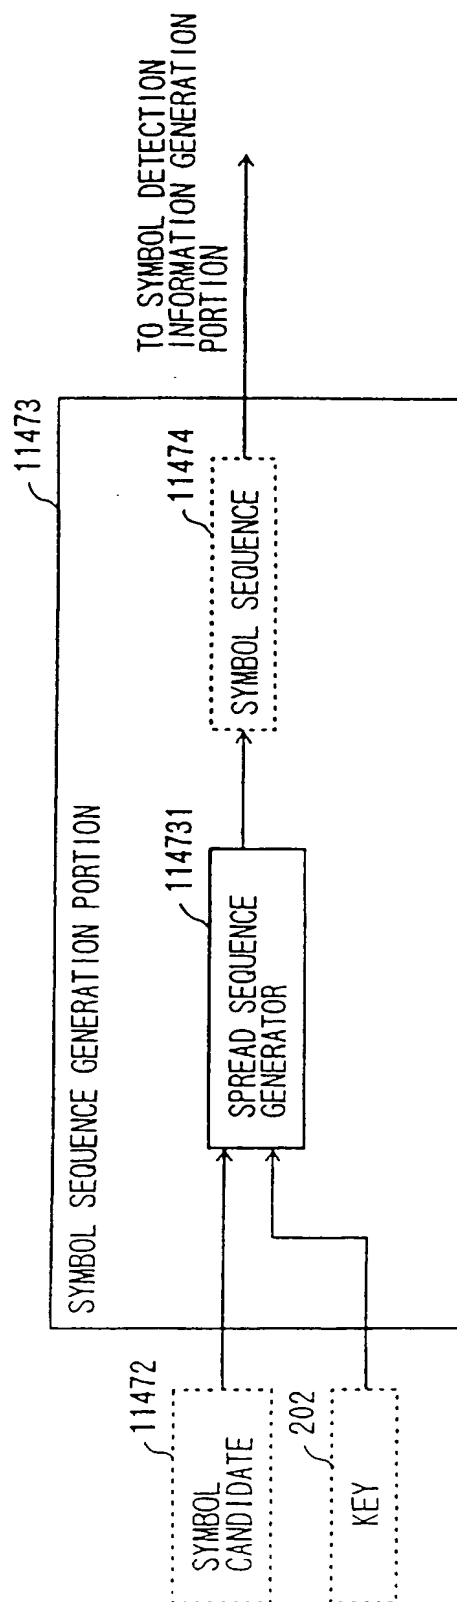 SYMBOL SEQUENCE GENERATION PORTION
11473
11472
SYMBOL
CANDIDATE
202
KEY
114731
SPREAD SEQUENCE
GENERATOR
11474
SYMBOL SEQUENCE
TO SYMBOL DETECTION
INFORMATION GENERATION
PORTION